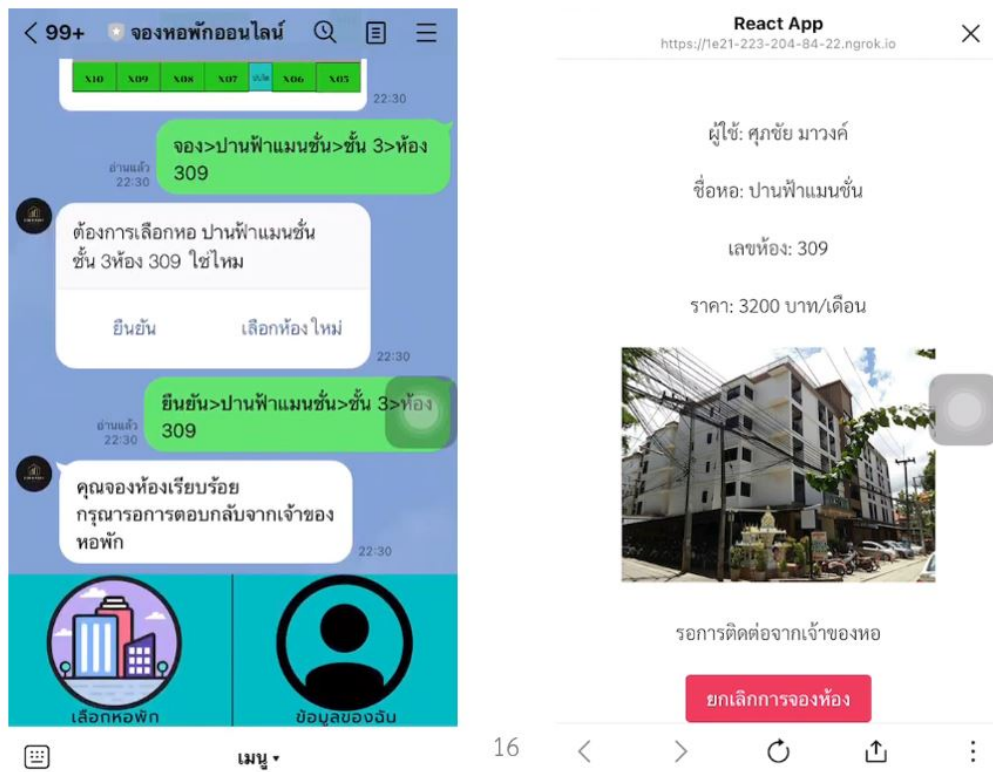 99+ จองหอพักออนไลน์
X10 X09 X08 X07 บันได X06 X05
22:30
จอง>ปานฟ้าแมนชั่น>ชั้น 3>ห้อง
309
อ่านแล้ว
22:30
ต้องการเลือกหอ ปานฟ้าแมนชั่น
ชั้น 3ห้อง 309 ใช่ไหม
ยืนยัน เลือกห้องใหม่
22:30
ยืนยัน>ปานฟ้าแมนชั่น>ชั้น 3>ห้อง
309
อ่านแล้ว
22:30
คุณจองห้องเรียบร้อย
กรุณารอการตอบกลับจากเจ้าของ
หอพัก
22:30
เลือกหอพัก ข้อมูลของฉัน
เมนู
16
React App
https://1e21-223-204-84-22.ngrok.io
ผู้ใช้: ศุภชัย มาวงค์
ชื่อหอ: ปานฟ้าแมนชั่น
เลขห้อง: 309
ราคา: 3200 บาท/เดือน
รอการติดต่อจากเจ้าของหอ
ยกเลิกการจองห้อง